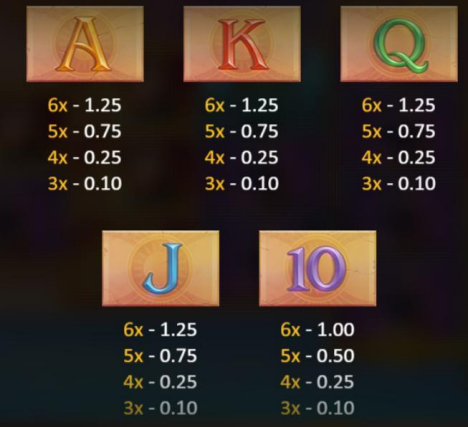 A K Q
6x - 1.25 6x - 1.25 6x - 1.25
5x - 0.75 5x - 0.75 5x - 0.75
4x - 0.25 4x - 0.25 4x - 0.25
3x - 0.10 3x - 0.10 3x - 0.10
J 10
6x - 1.25 6x - 1.00
5x - 0.75 5x - 0.50
4x - 0.25 4x - 0.25
3x - 0.10 3x - 0.10